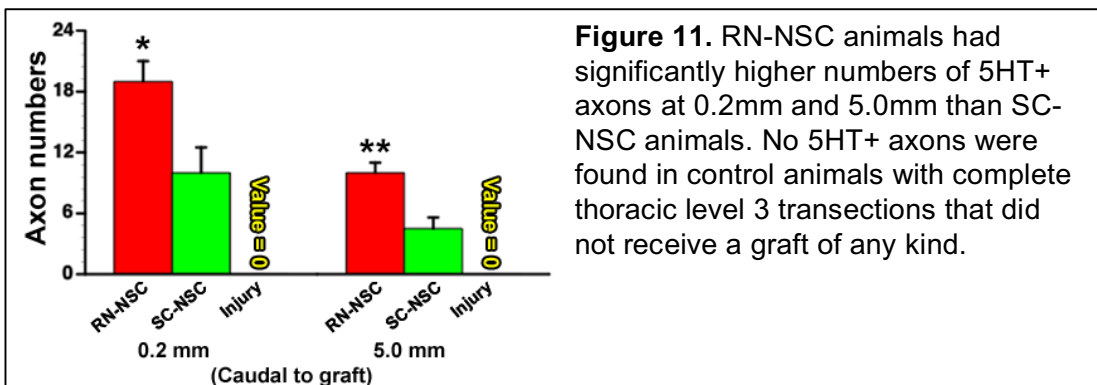 24
18
12
6
0
Axon numbers
*
**
Value = 0
Value = 0
RN-NSC
SC-NSC
Injury
RN-NSC
SC-NSC
Injury
0.2 mm
5.0 mm
(Caudal to graft)
Figure 11. RN-NSC animals had
significantly higher numbers of 5HT+
axons at 0.2mm and 5.0mm than SC-
NSC animals. No 5HT+ axons were
found in control animals with complete
thoracic level 3 transections that did
not receive a graft of any kind.